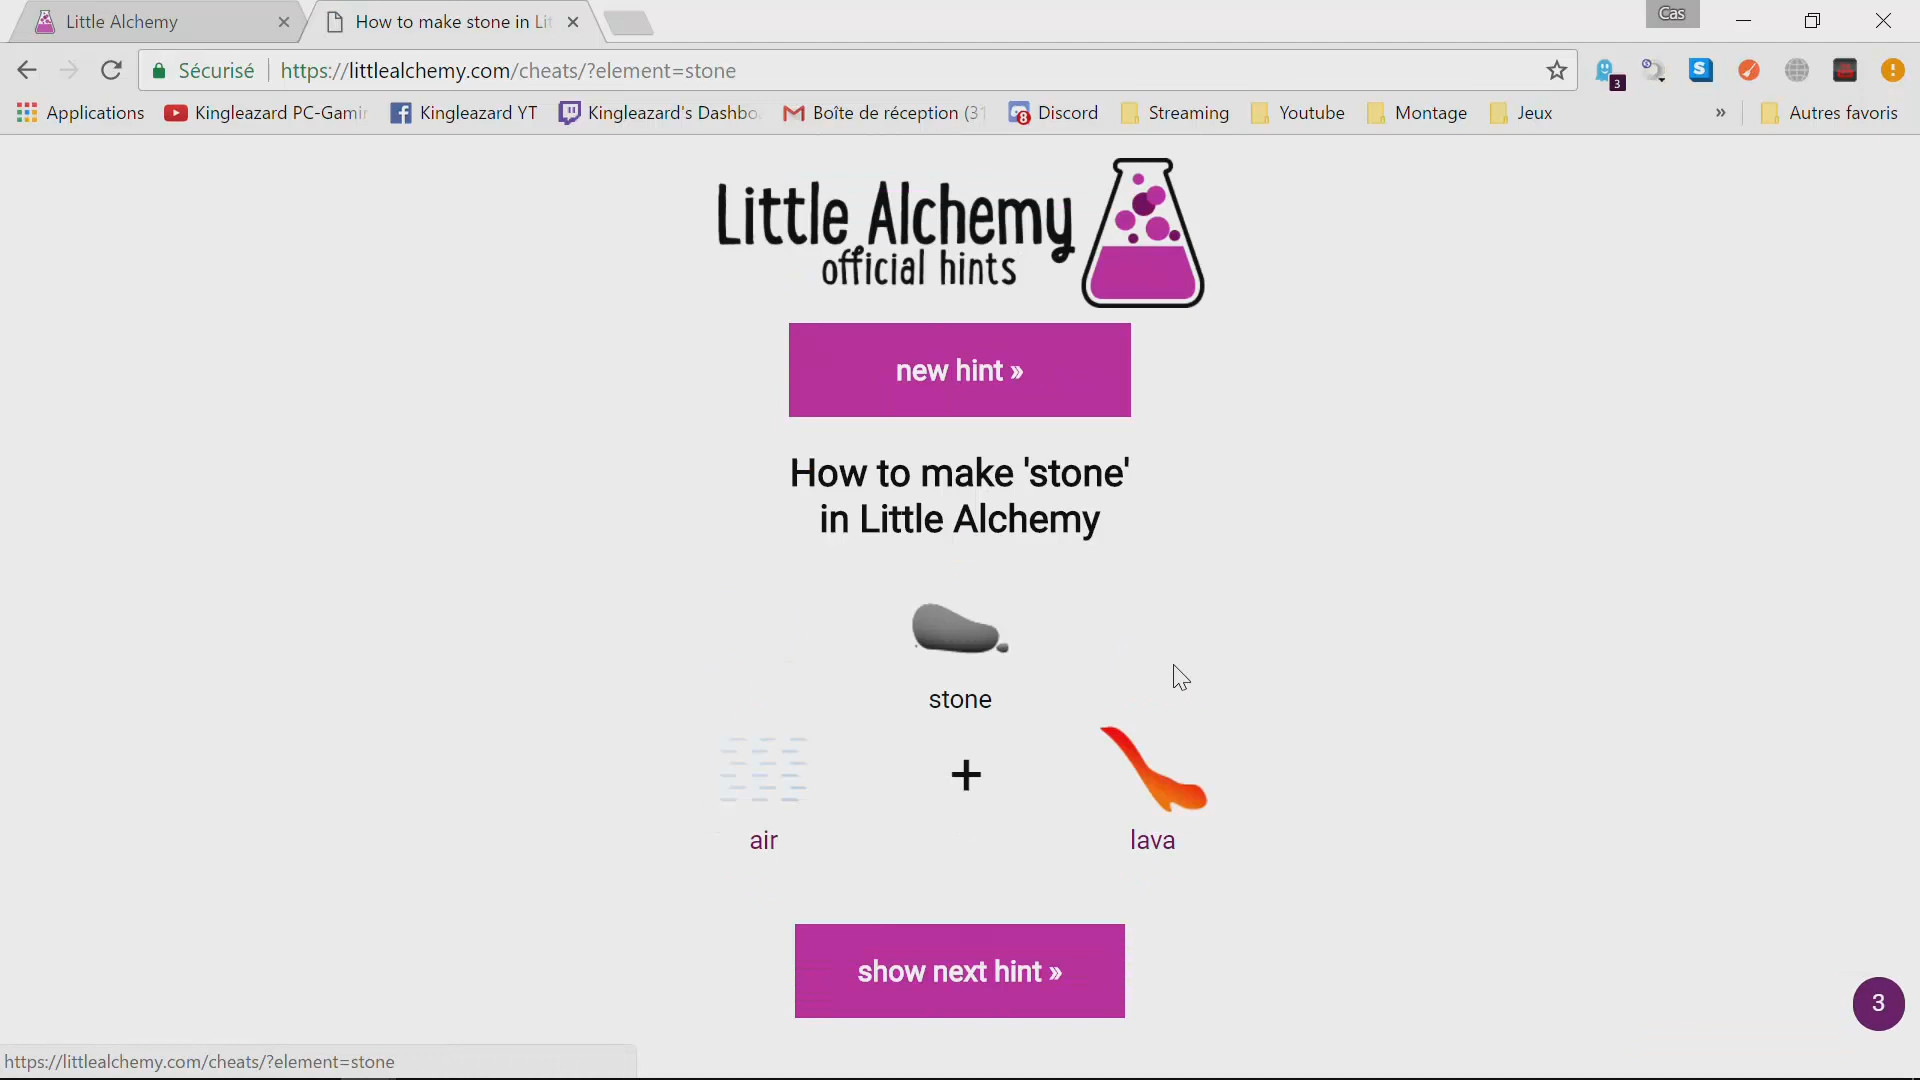 Little Alchemy
How to make stone in Li
Cas
Sécurisé
https://littlealchemy.com/cheats/?element=stone
3
S
Applications
Kingleazard PC-Gami
Kingleazard YT
Kingleazard's Dashbo
Boîte de réception (31
8
Discord
Streaming
Youtube
Montage
Jeux
»
Autres favoris
Little Alchemy
official hints
new hint »
How to make 'stone'
in Little Alchemy
stone
+
air
lava
show next hint »
3
https://littlealchemy.com/cheats/?element=stone